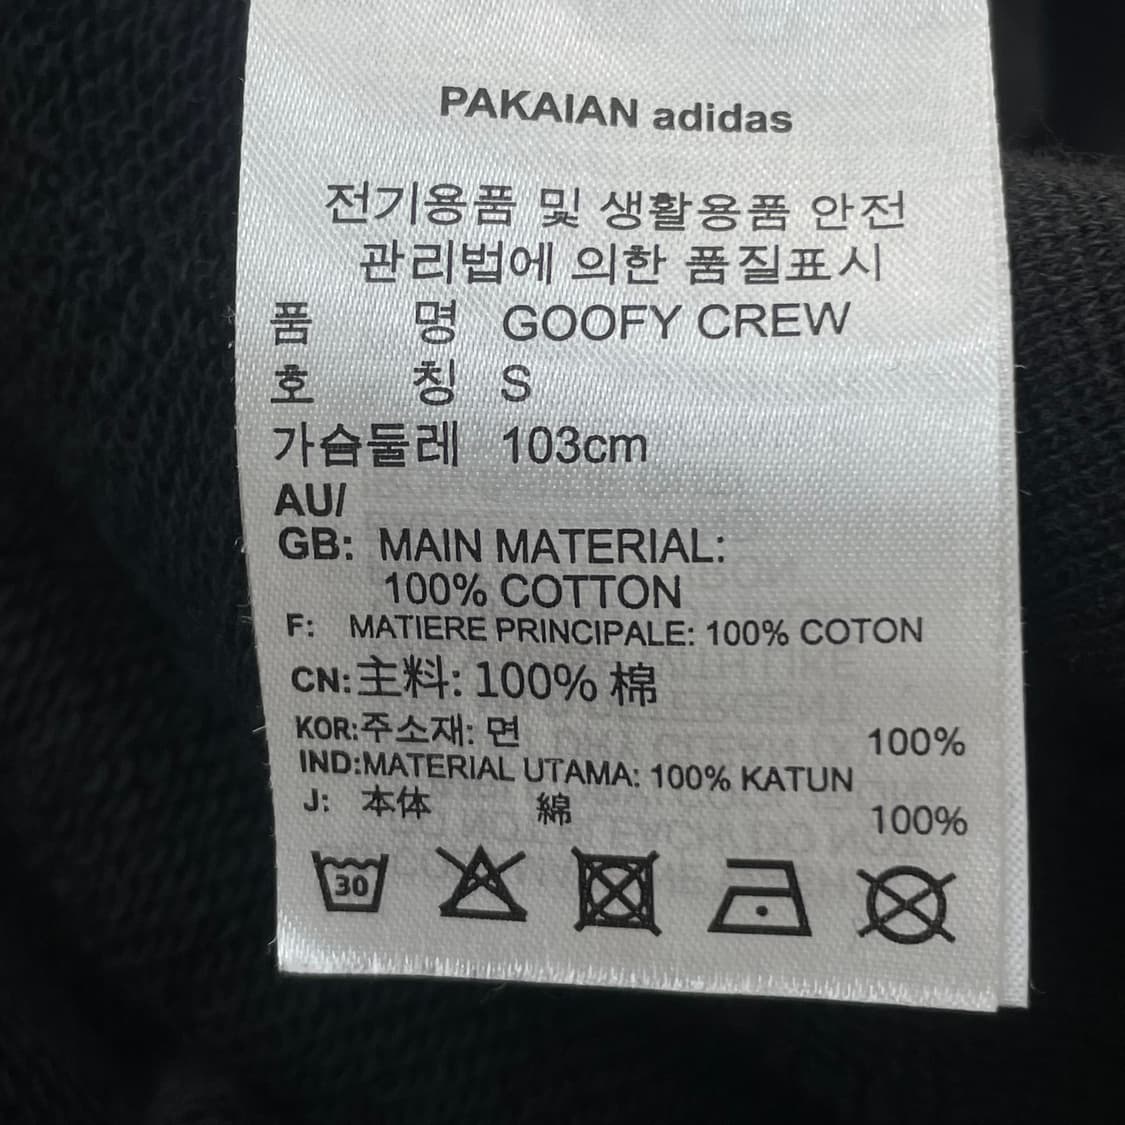 PAKAIAN adidas
전기용품 및 생활용품 안전
관리법에 의한 품질표시
품 명 GOOFY CREW
호 칭 S
가슴둘레 103cm
AU/
GB: MAIN MATERIAL:
100% COTTON
F: MATIERE PRINCIPALE: 100% COTON
CN:主料: 100% 棉
KOR:주소재: 면 100%
IND:MATERIAL UTAMA: 100% KATUN
J: 本体 綿 100%
30